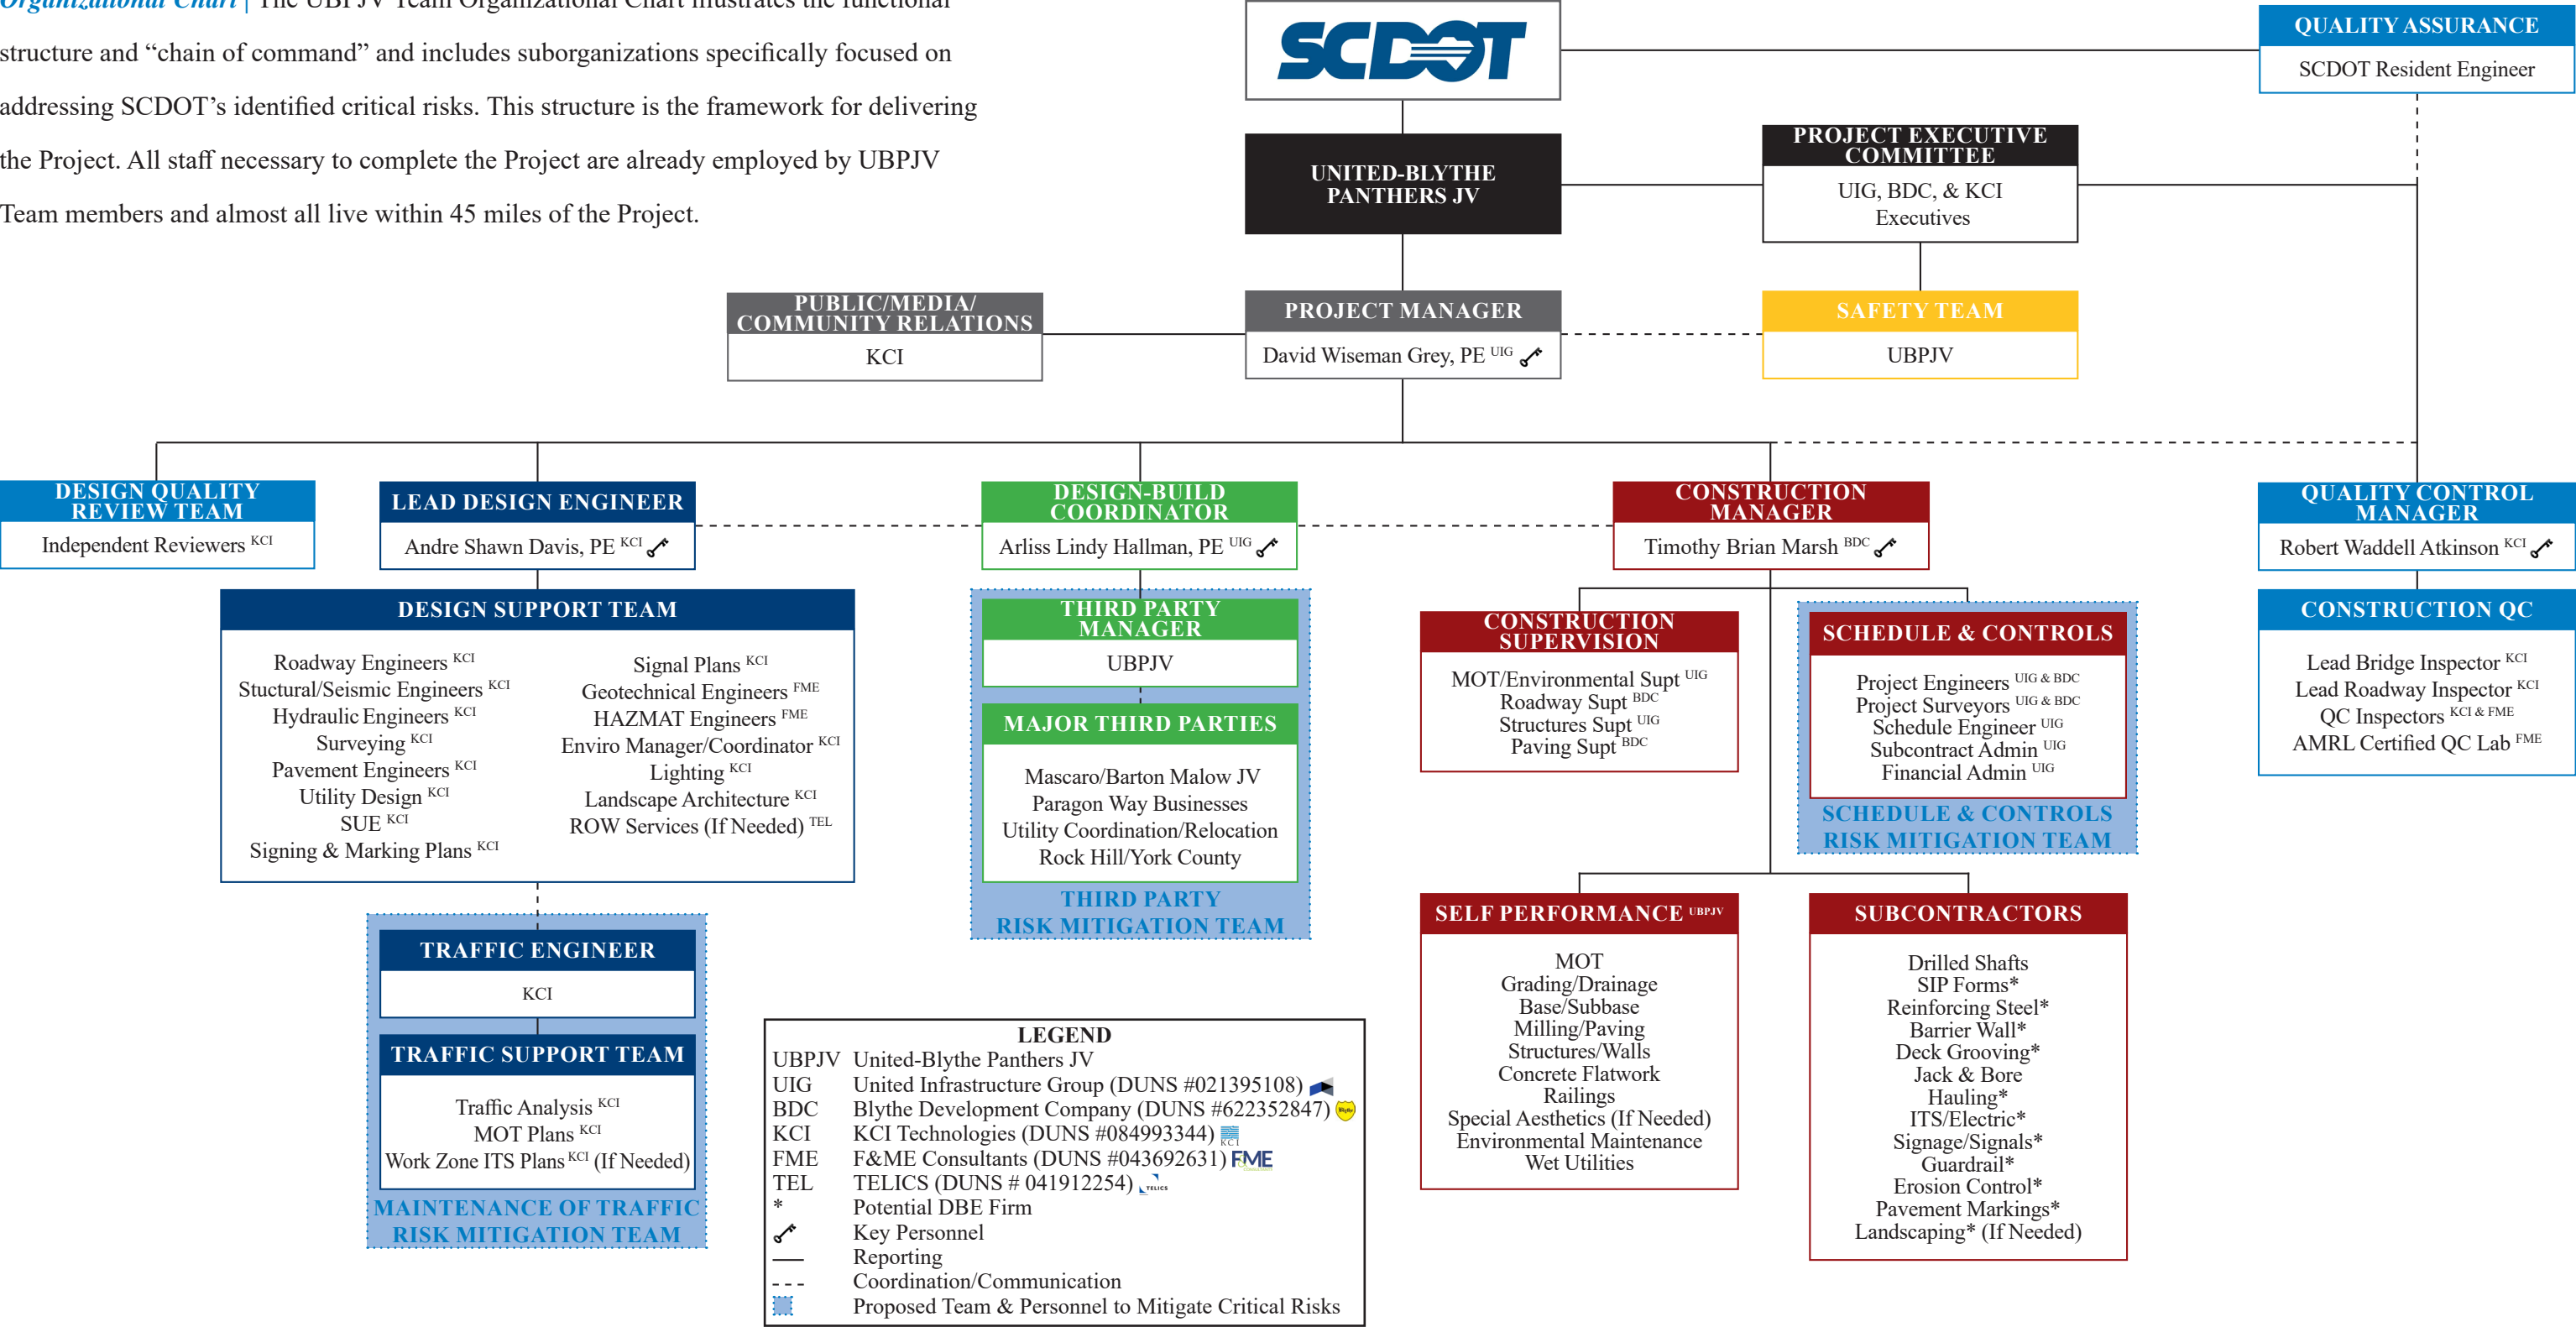 Organizational Chart | The UBPJV Team Organizational Chart illustrates the functional
structure and “chain of command” and includes suborganizations specifically focused on
addressing SCDOT’s identified critical risks. This structure is the framework for delivering
the Project. All staff necessary to complete the Project are already employed by UBPJV
Team members and almost all live within 45 miles of the Project.
SCDOT
QUALITY ASSURANCE
SCDOT Resident Engineer
UNITED-BLYTHE
PANTHERS JV
PROJECT EXECUTIVE
COMMITTEE
UIG, BDC, & KCI
Executives
PUBLIC/MEDIA/
COMMUNITY RELATIONS
KCI
PROJECT MANAGER
David Wiseman Grey, PE UIG
SAFETY TEAM
UBPJV
DESIGN QUALITY
REVIEW TEAM
Independent Reviewers KCI
LEAD DESIGN ENGINEER
Andre Shawn Davis, PE KCI
DESIGN-BUILD
COORDINATOR
Arliss Lindy Hallman, PE UIG
CONSTRUCTION
MANAGER
Timothy Brian Marsh BDC
QUALITY CONTROL
MANAGER
Robert Waddell Atkinson KCI
DESIGN SUPPORT TEAM
Roadway Engineers KCI
Stuctural/Seismic Engineers KCI
Hydraulic Engineers KCI
Surveying KCI
Pavement Engineers KCI
Utility Design KCI
SUE KCI
Signing & Marking Plans KCI
Signal Plans KCI
Geotechnical Engineers FME
HAZMAT Engineers FME
Enviro Manager/Coordinator KCI
Lighting KCI
Landscape Architecture KCI
ROW Services (If Needed) TEL
THIRD PARTY
MANAGER
UBPJV
MAJOR THIRD PARTIES
Mascaro/Barton Malow JV
Paragon Way Businesses
Utility Coordination/Relocation
Rock Hill/York County
THIRD PARTY
RISK MITIGATION TEAM
CONSTRUCTION
SUPERVISION
MOT/Environmental Supt UIG
Roadway Supt BDC
Structures Supt UIG
Paving Supt BDC
SCHEDULE & CONTROLS
Project Engineers UIG & BDC
Project Surveyors UIG & BDC
Schedule Engineer UIG
Subcontract Admin UIG
Financial Admin UIG
SCHEDULE & CONTROLS
RISK MITIGATION TEAM
CONSTRUCTION QC
Lead Bridge Inspector KCI
Lead Roadway Inspector KCI
QC Inspectors KCI & FME
AMRL Certified QC Lab FME
TRAFFIC ENGINEER
KCI
TRAFFIC SUPPORT TEAM
Traffic Analysis KCI
MOT Plans KCI
Work Zone ITS Plans KCI (If Needed)
MAINTENANCE OF TRAFFIC
RISK MITIGATION TEAM
SELF PERFORMANCE UBPJV
MOT
Grading/Drainage
Base/Subbase
Milling/Paving
Structures/Walls
Concrete Flatwork
Railings
Special Aesthetics (If Needed)
Environmental Maintenance
Wet Utilities
SUBCONTRACTORS
Drilled Shafts
SIP Forms*
Reinforcing Steel*
Barrier Wall*
Deck Grooving*
Jack & Bore
Hauling*
ITS/Electric*
Signage/Signals*
Guardrail*
Erosion Control*
Pavement Markings*
Landscaping* (If Needed)
LEGEND
UBPJV United-Blythe Panthers JV
UIG United Infrastructure Group (DUNS #021395108)
BDC Blythe Development Company (DUNS #622352847) Blythe
KCI KCI Technologies (DUNS #084993344) KCI
FME F&ME Consultants (DUNS #043692631) F&ME
TEL TELICS (DUNS # 041912254) TELICS
* Potential DBE Firm
Key Personnel
Reporting
Coordination/Communication
Proposed Team & Personnel to Mitigate Critical Risks